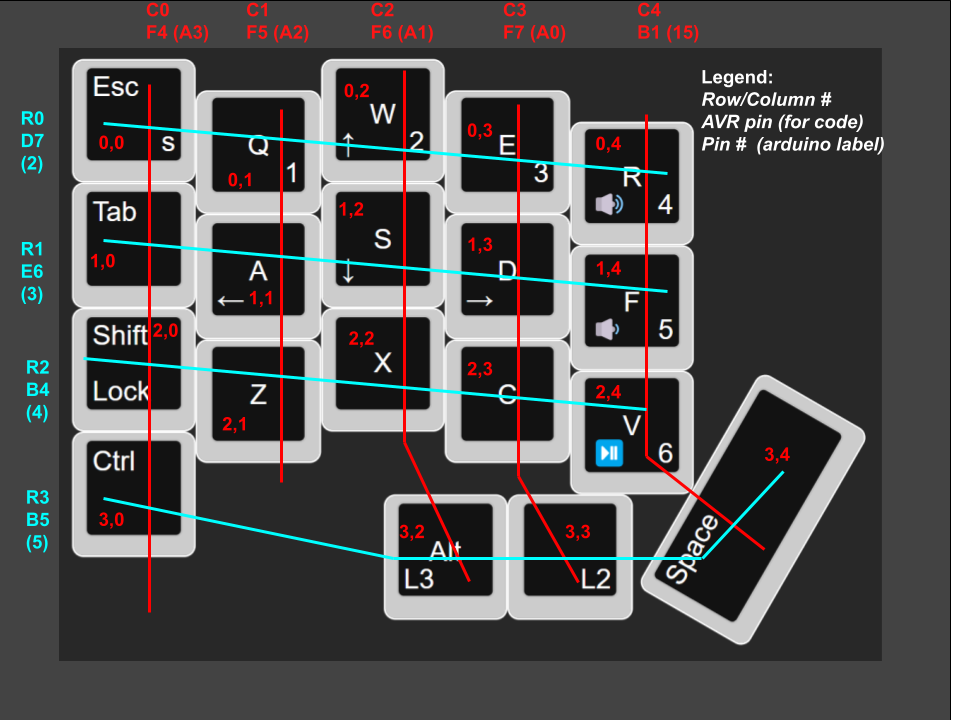 C0 C1 C2 C3 C4
F4 (A3) F5 (A2) F6 (A1) F7 (A0) B1 (15)
Legend:
Row/Column #
AVR pin (for code)
Pin # (arduino label)
R0
D7
(2)
Esc
0,0 s
Q
0,1 1
0,2
W
↑ 2
0,3
E
3
0,4
R
4
R1
E6
(3)
Tab
1,0
A
← 1,1
1,2
S
↓
1,3
D
→
1,4
F
5
R2
B4
(4)
Shift 2,0
Lock
Z
2,1
2,2
X
2,3
C
2,4
V
6
R3
B5
(5)
Ctrl
3,0
3,2
Alt
L3
3,3
L2
3,4
Space